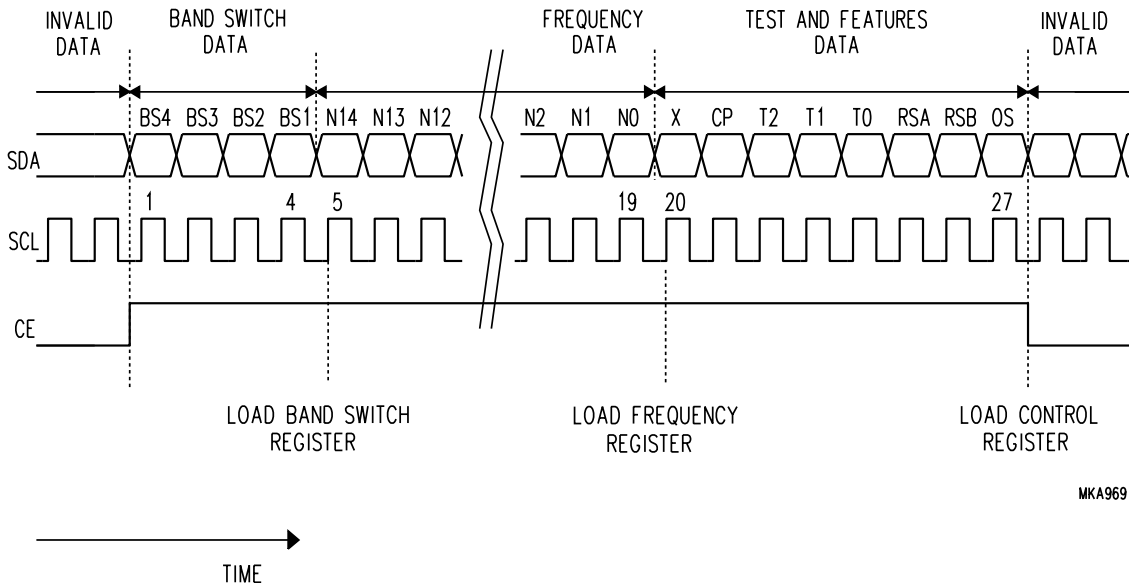 INVALID
DATA
BAND SWITCH
DATA
FREQUENCY
DATA
TEST AND FEATURES
DATA
INVALID
DATA
BS4 BS3 BS2 BS1 N14 N13 N12 N2 N1 N0 X CP T2 T1 T0 RSA RSB OS
SDA
1 4 5 19 20 27
SCL
CE
LOAD BAND SWITCH
REGISTER
LOAD FREQUENCY
REGISTER
LOAD CONTROL
REGISTER
MKA969
TIME